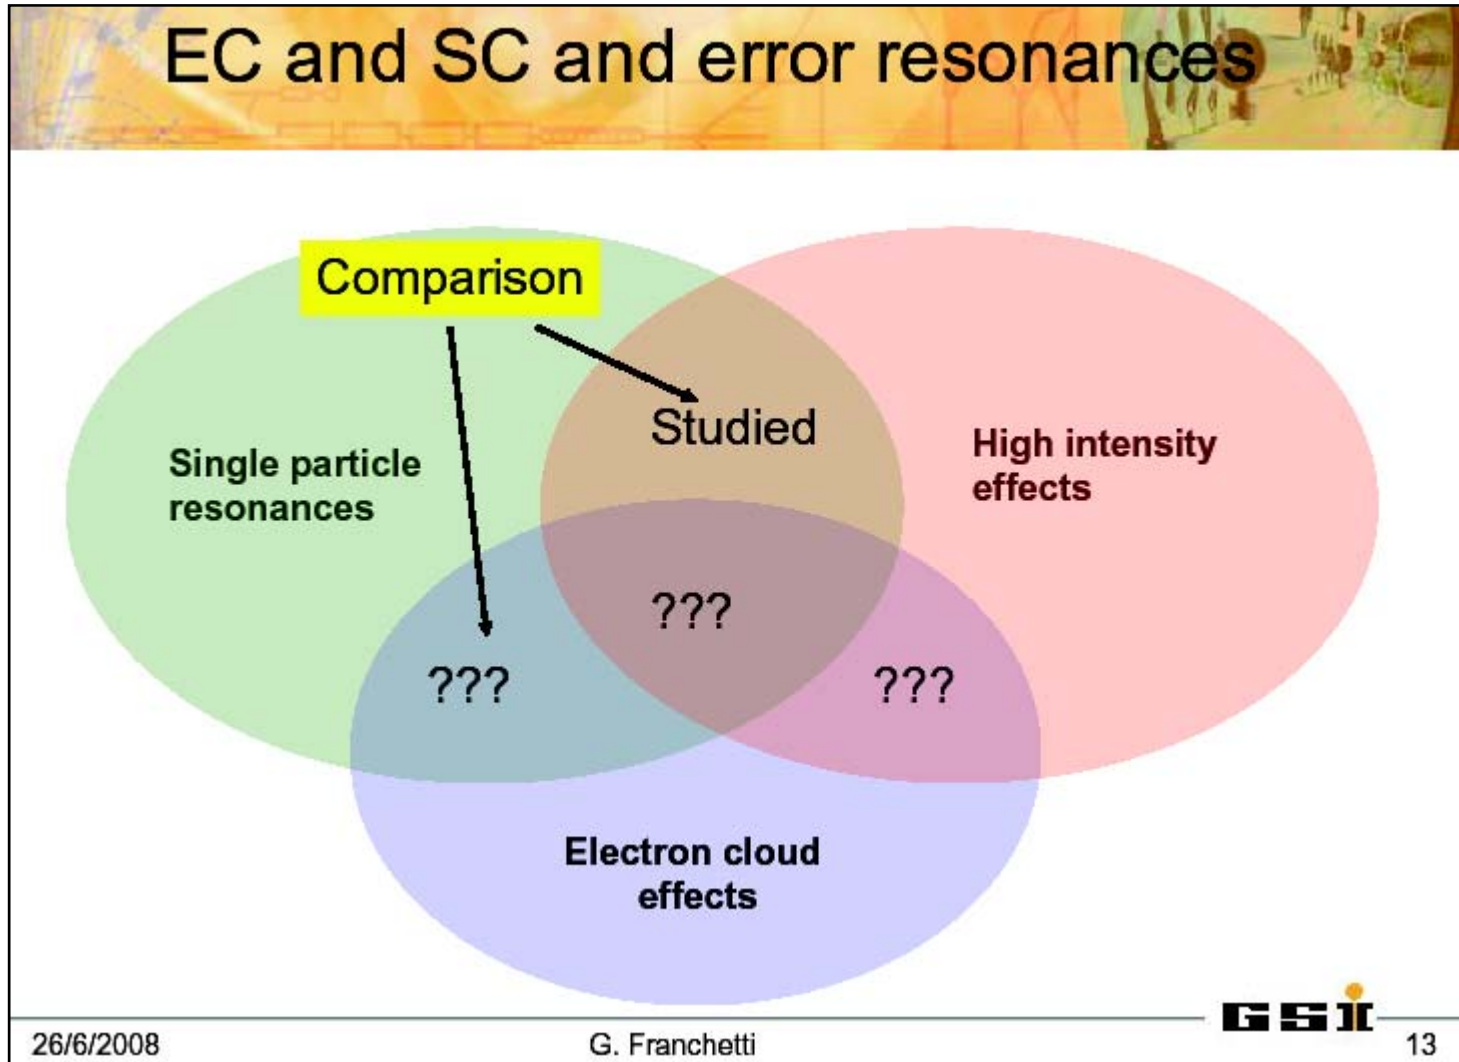 EC and SC and error resonances
Comparison
Studied
Single particle
resonances
High intensity
effects
???
???
???
Electron cloud
effects
GSI
26/6/2008
G. Franchetti
13